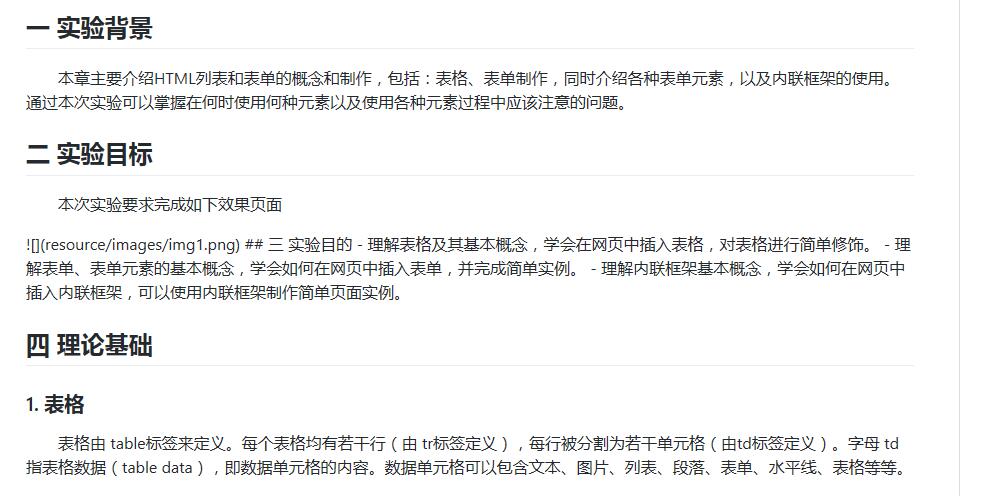 一 实验背景
本章主要介绍HTML列表和表单的概念和制作，包括：表格、表单制作，同时介绍各种表单元素，以及内联框架的使用。
通过本次实验可以掌握在何时使用何种元素以及使用各种元素过程中应该注意的问题。
二 实验目标
本次实验要求完成如下效果页面
![](resource/images/img1.png) ## 三 实验目的 - 理解表格及其基本概念，学会在网页中插入表格，对表格进行简单修饰。 - 理
解表单、表单元素的基本概念，学会如何在网页中插入表单，并完成简单实例。 - 理解内联框架基本概念，学会如何在网页中
插入内联框架，可以使用内联框架制作简单页面实例。
四 理论基础
1. 表格
表格由 table标签来定义。每个表格均有若干行（由 tr标签定义），每行被分割为若干单元格（由td标签定义）。字母 td
指表格数据（table data），即数据单元格的内容。数据单元格可以包含文本、图片、列表、段落、表单、水平线、表格等等。